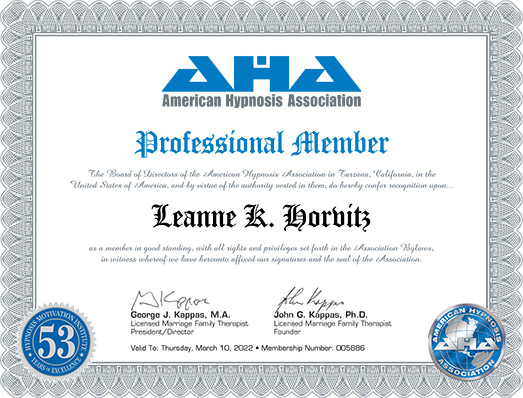 AHA
American Hypnosis Association
Professional Member
The Board of Directors of the American Hypnosis Association in Tarzana, California, in the
United States of America, and by virtue of the authority vested in them, do hereby confer recognition upon...
Leanne K. Horvitz
as a member in good standing, with all rights and privileges set forth in the Association Bylaws,
in witness whereof we have hereunto affixed our signatures and the seal of the Association.
George J. Kappas, M.A.
Licensed Marriage Family Therapist
President/Director
John G. Kappas, Ph.D.
Licensed Marriage Family Therapist
Founder
Valid To: Thursday, March 10, 2022 • Membership Number: 005886
HYPNOSIS MOTIVATION INSTITUTE
53
YEARS OF EXCELLENCE
AMERICAN HYPNOSIS
AHA
ASSOCIATION